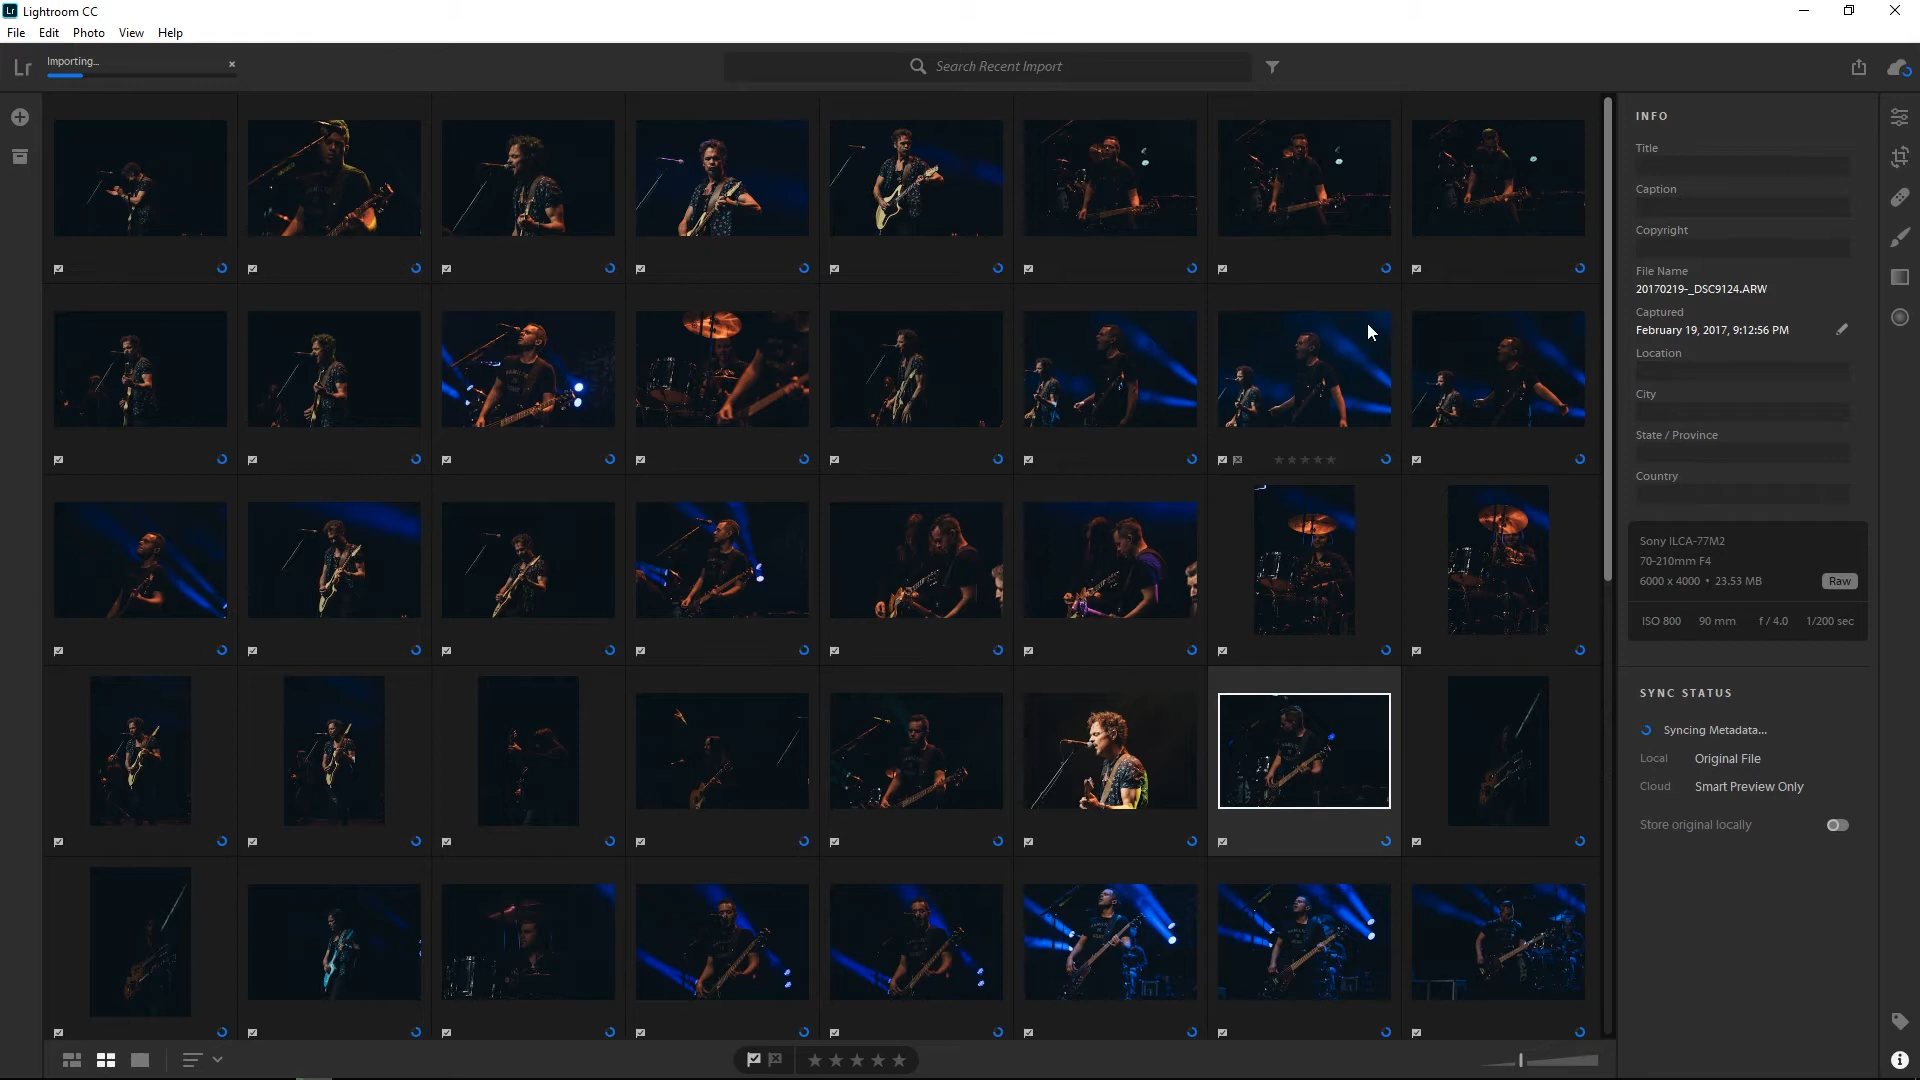 Lr Lightroom CC
File Edit Photo View Help
Lr Importing...
Search Recent Import
INFO
Title
Caption
Copyright
File Name
20170219-_DSC9124.ARW
Captured
February 19, 2017, 9:12:56 PM
Location
City
State / Province
Country
Sony ILCA-77M2
70-210mm F4
6000 x 4000 • 23.53 MB Raw
ISO 800 90 mm f / 4.0 1/200 sec
SYNC STATUS
Syncing Metadata...
Local Original File
Cloud Smart Preview Only
Store original locally